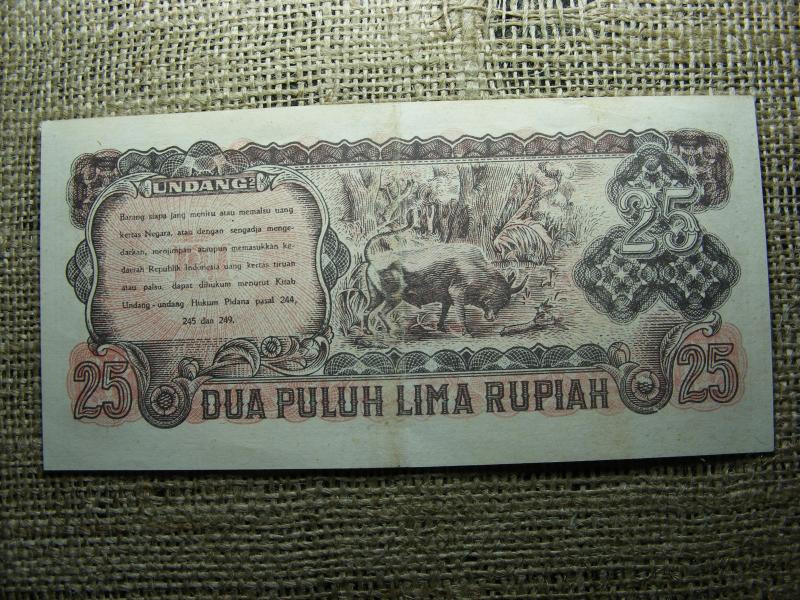 UNDANG²
Barang siapa jang meniru atau memalsu uang
kertas Negara, atau dengan sengadja menge-
darkan, menjimpan ataupun memasukkan ke-
daerah Republik Indonesia uang kertas tiruan
atau palsu, dapat dihukum menurut Kitab
Undang-undang Hukum Pidana pasal 244,
245 dan 249.
25
25
25
DUA PULUH LIMA RUPIAH